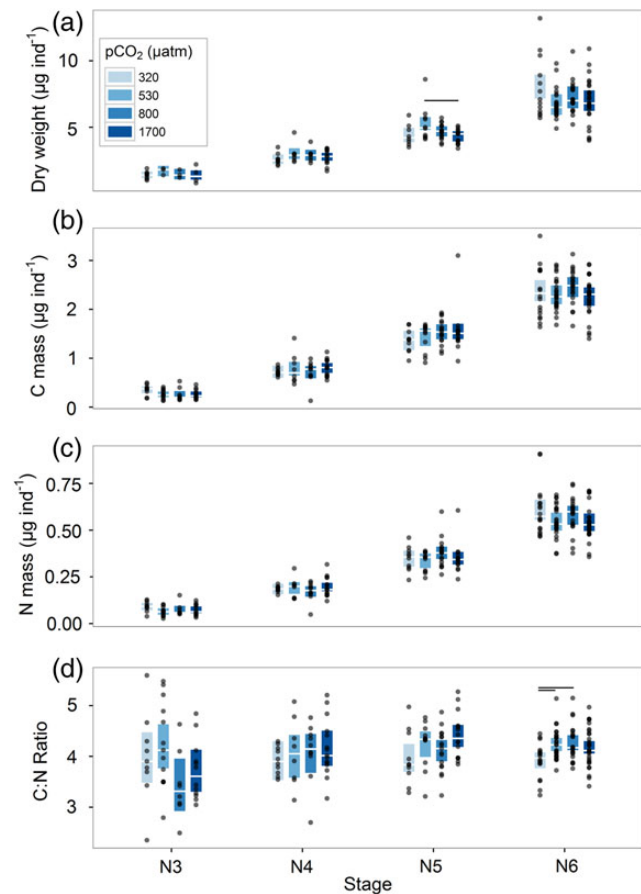 (a)
pCO₂ (µatm)
320
530
800
1700
Dry weight (µg ind⁻¹)
10
5
(b)
C mass (µg ind⁻¹)
3
2
1
0
(c)
N mass (µg ind⁻¹)
0.75
0.50
0.25
0.00
(d)
C:N Ratio
5
4
3
N3 N4 N5 N6
Stage